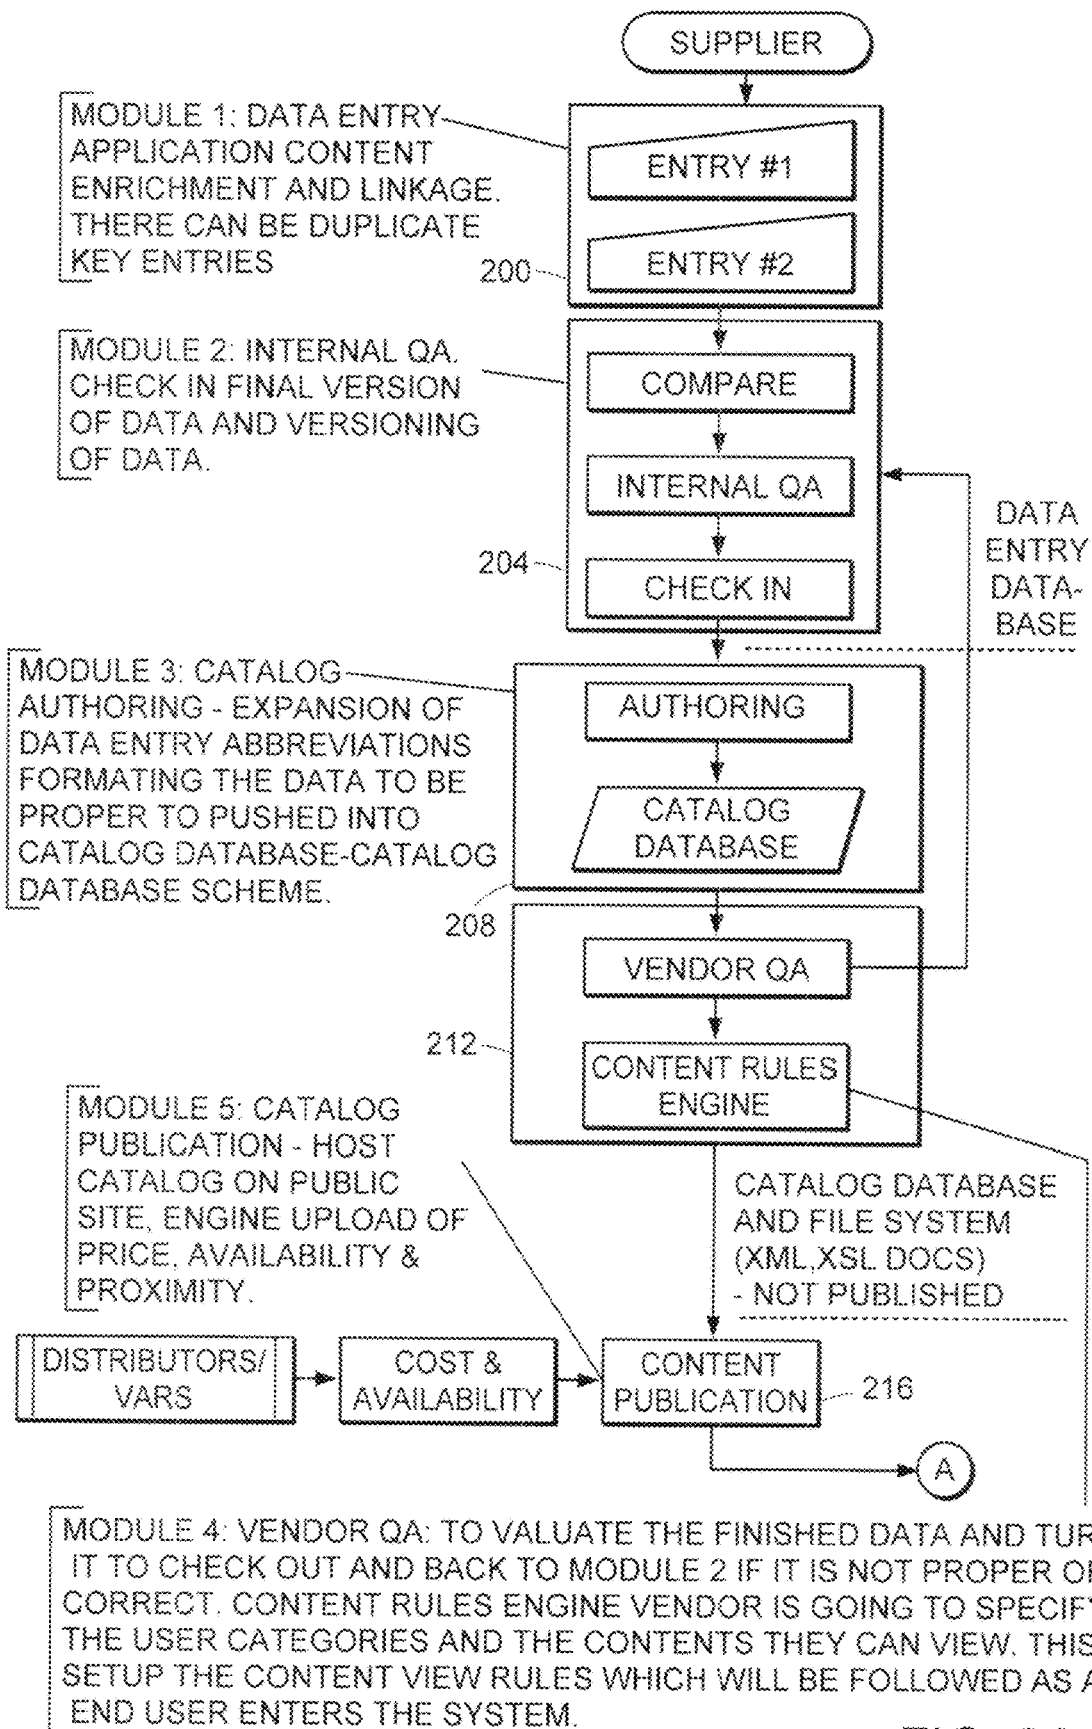 SUPPLIER
MODULE 1: DATA ENTRY
APPLICATION CONTENT
ENRICHMENT AND LINKAGE.
THERE CAN BE DUPLICATE
KEY ENTRIES
ENTRY #1
ENTRY #2
200
MODULE 2: INTERNAL QA.
CHECK IN FINAL VERSION
OF DATA AND VERSIONING
OF DATA.
COMPARE
INTERNAL QA
CHECK IN
204
DATA
ENTRY
DATA-
BASE
MODULE 3: CATALOG
AUTHORING - EXPANSION OF
DATA ENTRY ABBREVIATIONS
FORMATING THE DATA TO BE
PROPER TO PUSHED INTO
CATALOG DATABASE-CATALOG
DATABASE SCHEME.
AUTHORING
CATALOG
DATABASE
208
VENDOR QA
212
CONTENT RULES
ENGINE
MODULE 5: CATALOG
PUBLICATION - HOST
CATALOG ON PUBLIC
SITE, ENGINE UPLOAD OF
PRICE, AVAILABILITY &
PROXIMITY.
CATALOG DATABASE
AND FILE SYSTEM
(XML,XSL DOCS)
- NOT PUBLISHED
DISTRIBUTORS/
VARS
COST &
AVAILABILITY
CONTENT
PUBLICATION
216
A
MODULE 4: VENDOR QA: TO VALUATE THE FINISHED DATA AND
IT TO CHECK OUT AND BACK TO MODULE 2 IF IT IS NOT PROPER
CORRECT. CONTENT RULES ENGINE VENDOR IS GOING TO SPECIFY
THE USER CATEGORIES AND THE CONTENTS THEY CAN VIEW. THIS
SETUP THE CONTENT VIEW RULES WHICH WILL BE FOLLOWED AS
END USER ENTERS THE SYSTEM.